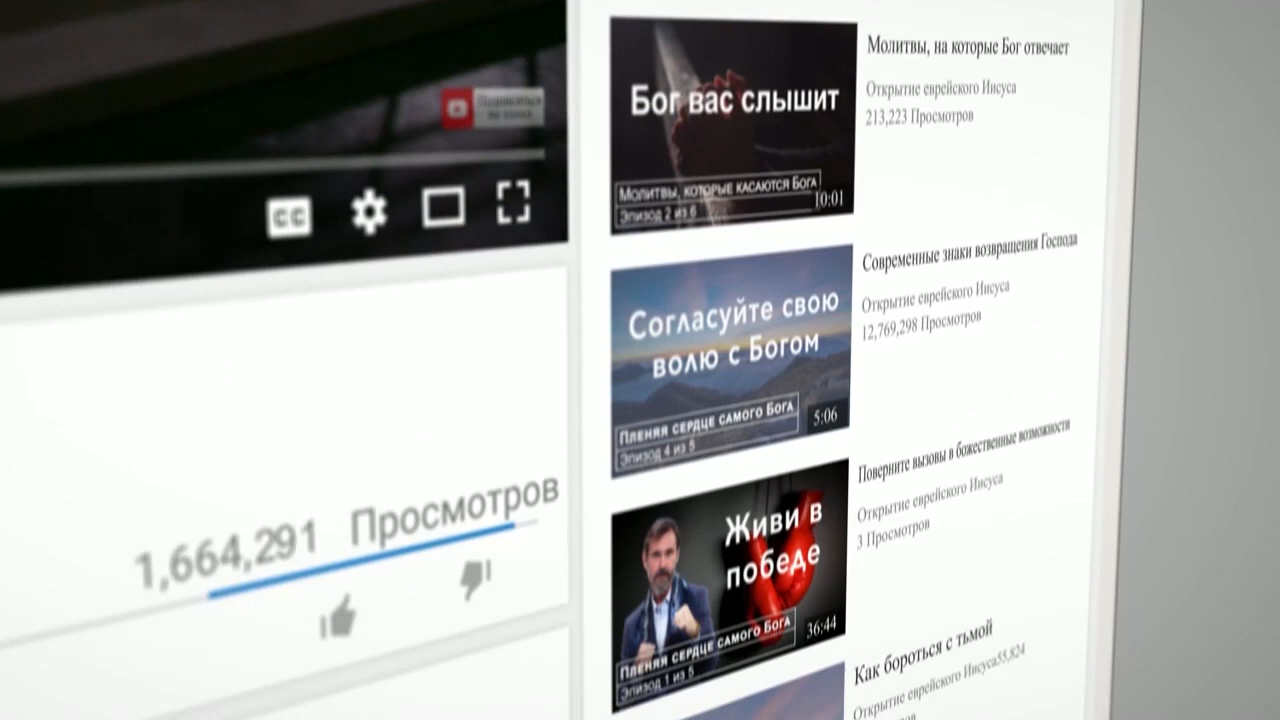 CC
1,664,291 Просмотров
Бог вас слышит
Молитвы, которые касаются Бога
Эпизод 2 из 6
10:01
Молитвы, на которые Бог отвечает
Открытие еврейского Иисуса
213,223 Просмотров
Согласуйте свою
волю с Богом
Пленяя сердце самого Бога
Эпизод 4 из 5
5:06
Современные знаки возвращения Господа
Открытие еврейского Иисуса
12,769,298 Просмотров
Живи в
победе
Пленяя сердце самого Бога
Эпизод 1 из 5
36:44
Поверните вызовы в божественные возможности
Открытие еврейского Иисуса
3 Просмотров
Как бороться с тьмой
Открытие еврейского Иисуса55,824